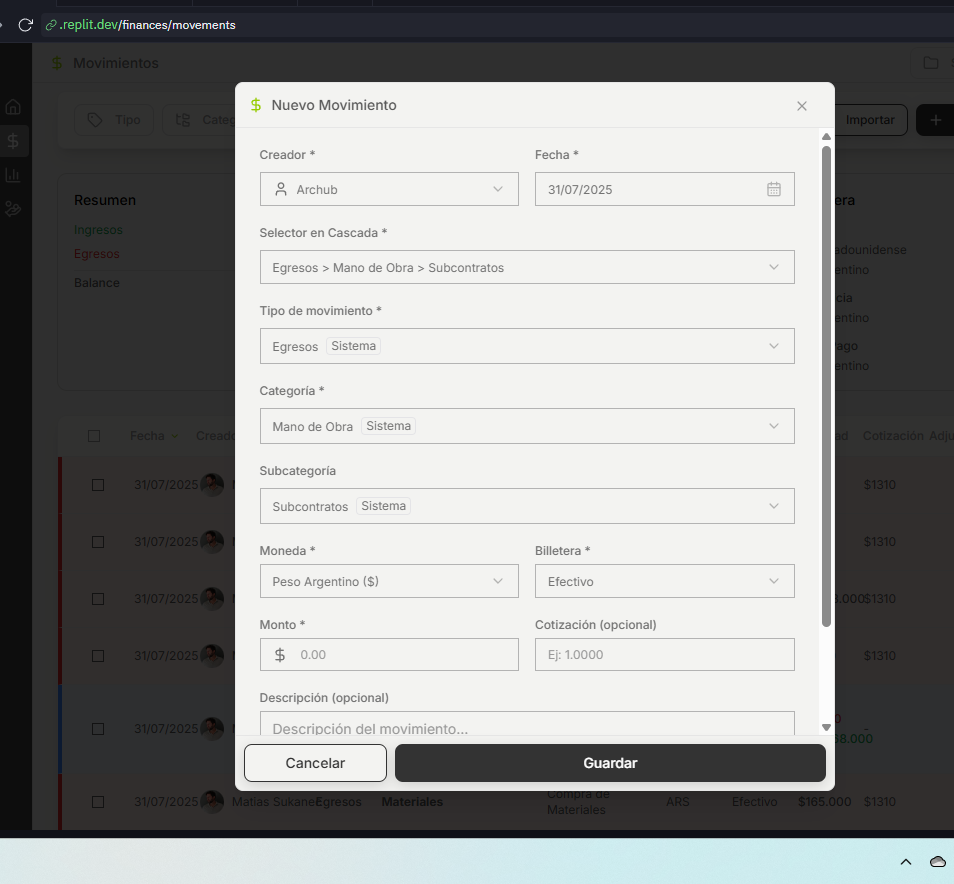 .replit.dev/finances/movements
Movimientos
Tipo
Categ
Importar
Nuevo Movimiento
Creador *
Fecha *
Archub
31/07/2025
Selector en Cascada *
Egresos > Mano de Obra > Subcontratos
Tipo de movimiento *
Egresos Sistema
Categoría *
Mano de Obra Sistema
Subcategoría
Subcontratos Sistema
Moneda *
Billetera *
Peso Argentino ($)
Efectivo
Monto *
Cotización (opcional)
$ 0.00
Ej: 1.0000
Descripción (opcional)
Descripción del movimiento...
Cancelar
Guardar
Resumen
Ingresos
Egresos
Balance
era
adounidense
entino
cia
entino
ago
entino
Fecha
Creado
ad
Cotización
Adju
31/07/2025
$1310
31/07/2025
$1310
31/07/2025
.000
$1310
31/07/2025
$1310
31/07/2025
0
8.000
31/07/2025
Matias Sukane
Egresos
Materiales
Compra de
Materiales
ARS
Efectivo
$165.000
$1310